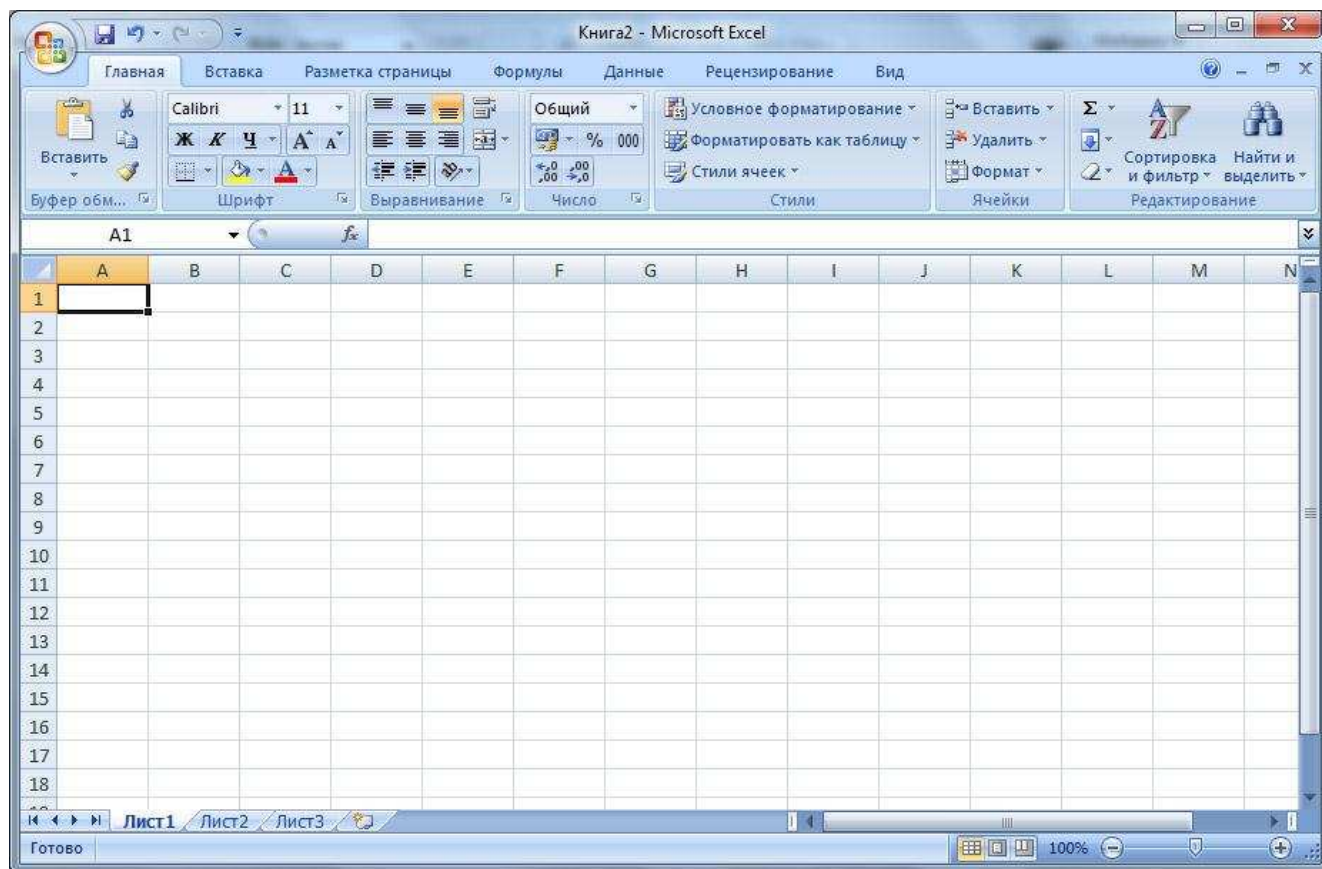 Книга2 - Microsoft Excel
Главная Вставка Разметка страницы Формулы Данные Рецензирование Вид
Calibri 11 Общий Условное форматирование Вставить Σ
Ж К Ч А А % 000 Форматировать как таблицу Удалить
Вставить А ,00 ,0 Стили ячеек Формат Сортировка и фильтр Найти и выделить
Буфер обм... Шрифт Выравнивание Число Стили Ячейки Редактирование
A1 fx
A B C D E F G H I J K L M N
1
2
3
4
5
6
7
8
9
10
11
12
13
14
15
16
17
18
Лист1 Лист2 Лист3
Готово 100%